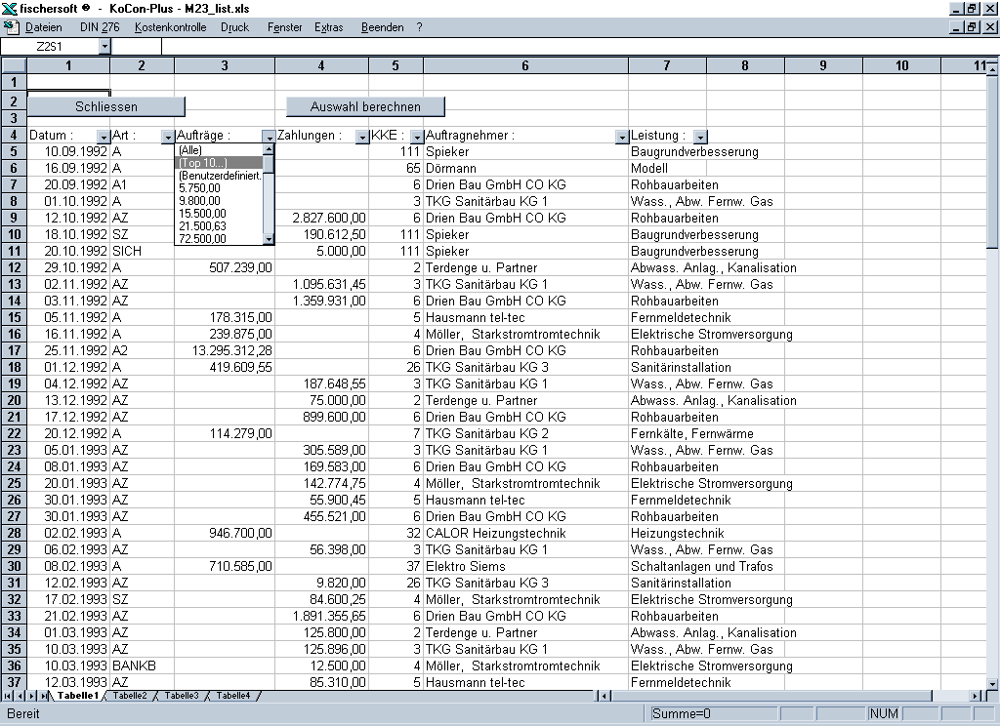 fischersoft ® - KoCon-Plus - M23_list.xls
Dateien DIN 276 Kostenkontrolle Druck Fenster Extras Beenden ?
Z2S1
1 2 3 4 5 6 7 8 9 10 11
1
2 Schliessen Auswahl berechnen
3
4 Datum : Art : Aufträge : Zahlungen : KKE : Auftragnehmer : Leistung :
(Alle)
(Top 10...)
(Benutzerdefiniert.
5.750,00
9.800,00
15.500,00
21.500,63
72.500,00
5 10.09.1992 A 111 Spieker Baugrundverbesserung
6 16.09.1992 A 65 Dörmann Modell
7 20.09.1992 A1 6 Drien Bau GmbH CO KG Rohbauarbeiten
8 01.10.1992 A 3 TKG Sanitärbau KG 1 Wass., Abw. Fernw. Gas
9 12.10.1992 AZ 2.827.600,00 6 Drien Bau GmbH CO KG Rohbauarbeiten
10 18.10.1992 SZ 190.612,50 111 Spieker Baugrundverbesserung
11 20.10.1992 SICH 5.000,00 111 Spieker Baugrundverbesserung
12 29.10.1992 A 507.239,00 2 Terdenge u. Partner Abwass. Anlag., Kanalisation
13 02.11.1992 AZ 1.095.631,45 3 TKG Sanitärbau KG 1 Wass., Abw. Fernw. Gas
14 03.11.1992 AZ 1.359.931,00 6 Drien Bau GmbH CO KG Rohbauarbeiten
15 05.11.1992 A 178.315,00 5 Hausmann tel-tec Fernmeldetechnik
16 16.11.1992 A 239.875,00 4 Möller, Starkstromtromtechnik Elektrische Stromversorgung
17 25.11.1992 A2 13.295.312,28 6 Drien Bau GmbH CO KG Rohbauarbeiten
18 01.12.1992 A 419.609,55 26 TKG Sanitärbau KG 3 Sanitärinstallation
19 04.12.1992 AZ 187.648,55 3 TKG Sanitärbau KG 1 Wass., Abw. Fernw. Gas
20 13.12.1992 AZ 75.000,00 2 Terdenge u. Partner Abwass. Anlag., Kanalisation
21 17.12.1992 AZ 899.600,00 6 Drien Bau GmbH CO KG Rohbauarbeiten
22 20.12.1992 A 114.279,00 7 TKG Sanitärbau KG 2 Fernkälte, Fernwärme
23 05.01.1993 AZ 305.589,00 3 TKG Sanitärbau KG 1 Wass., Abw. Fernw. Gas
24 08.01.1993 AZ 169.583,00 6 Drien Bau GmbH CO KG Rohbauarbeiten
25 20.01.1993 AZ 142.774,75 4 Möller, Starkstromtromtechnik Elektrische Stromversorgung
26 30.01.1993 AZ 55.900,45 5 Hausmann tel-tec Fernmeldetechnik
27 30.01.1993 AZ 455.521,00 6 Drien Bau GmbH CO KG Rohbauarbeiten
28 02.02.1993 A 946.700,00 32 CALOR Heizungstechnik Heizungstechnik
29 06.02.1993 AZ 56.398,00 3 TKG Sanitärbau KG 1 Wass., Abw. Fernw. Gas
30 08.02.1993 A 710.585,00 37 Elektro Siems Schaltanlagen und Trafos
31 12.02.1993 AZ 9.820,00 26 TKG Sanitärbau KG 3 Sanitärinstallation
32 17.02.1993 SZ 84.600,25 4 Möller, Starkstromtromtechnik Elektrische Stromversorgung
33 21.02.1993 AZ 1.891.355,65 6 Drien Bau GmbH CO KG Rohbauarbeiten
34 01.03.1993 AZ 125.800,00 2 Terdenge u. Partner Abwass. Anlag., Kanalisation
35 10.03.1993 AZ 125.896,00 3 TKG Sanitärbau KG 1 Wass., Abw. Fernw. Gas
36 10.03.1993 BANKB 12.500,00 4 Möller, Starkstromtromtechnik Elektrische Stromversorgung
37 12.03.1993 AZ 85.310,00 5 Hausmann tel-tec Fernmeldetechnik
Tabelle1 Tabelle2 Tabelle3 Tabelle4
Bereit Summe=0 NUM